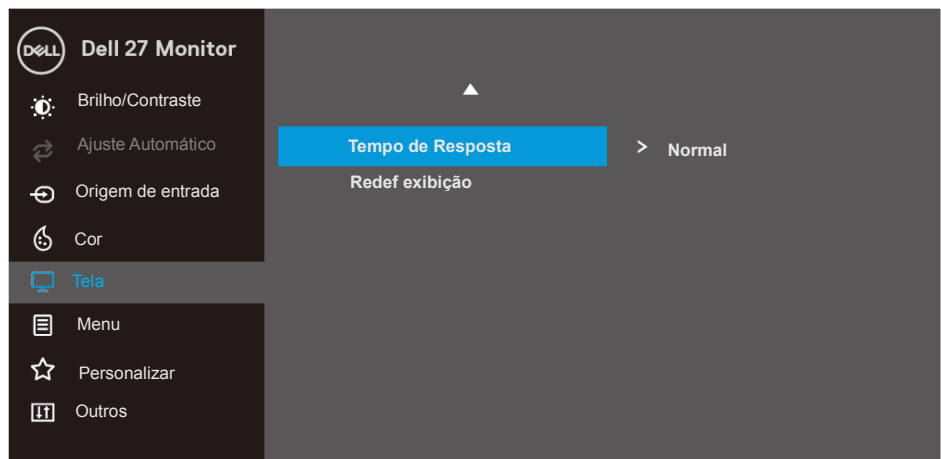 DELL Dell 27 Monitor
Brilho/Contraste
Ajuste Automático
Tempo de Resposta > Normal
Redef exibição
Origem de entrada
Cor
Tela
Menu
Personalizar
Outros